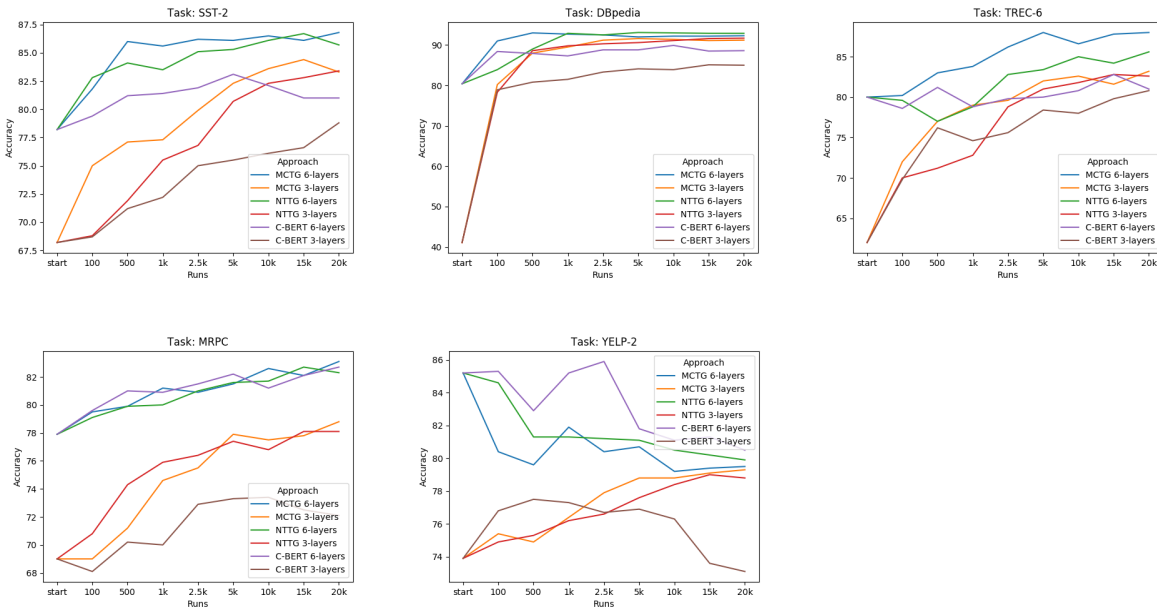 Task: SST-2
87.5
85.0
82.5
80.0
77.5
75.0
72.5
70.0
67.5
Accuracy
start 100 500 1k 2.5k 5k 10k 15k 20k
Runs
Approach
MCTG 6-layers
MCTG 3-layers
NTTG 6-layers
NTTG 3-layers
C-BERT 6-layers
C-BERT 3-layers
Task: DBpedia
90
80
70
60
50
40
Accuracy
start 100 500 1k 2.5k 5k 10k 15k 20k
Runs
Approach
MCTG 6-layers
MCTG 3-layers
NTTG 6-layers
NTTG 3-layers
C-BERT 6-layers
C-BERT 3-layers
Task: TREC-6
85
80
75
70
65
Accuracy
start 100 500 1k 2.5k 5k 10k 15k 20k
Runs
Approach
MCTG 6-layers
MCTG 3-layers
NTTG 6-layers
NTTG 3-layers
C-BERT 6-layers
C-BERT 3-layers
Task: MRPC
82
80
78
76
74
72
70
68
Accuracy
start 100 500 1k 2.5k 5k 10k 15k 20k
Runs
Approach
MCTG 6-layers
MCTG 3-layers
NTTG 6-layers
NTTG 3-layers
C-BERT 6-layers
C-BERT 3-layers
Task: YELP-2
86
84
82
80
78
76
74
Accuracy
start 100 500 1k 2.5k 5k 10k 15k 20k
Runs
Approach
MCTG 6-layers
MCTG 3-layers
NTTG 6-layers
NTTG 3-layers
C-BERT 6-layers
C-BERT 3-layers